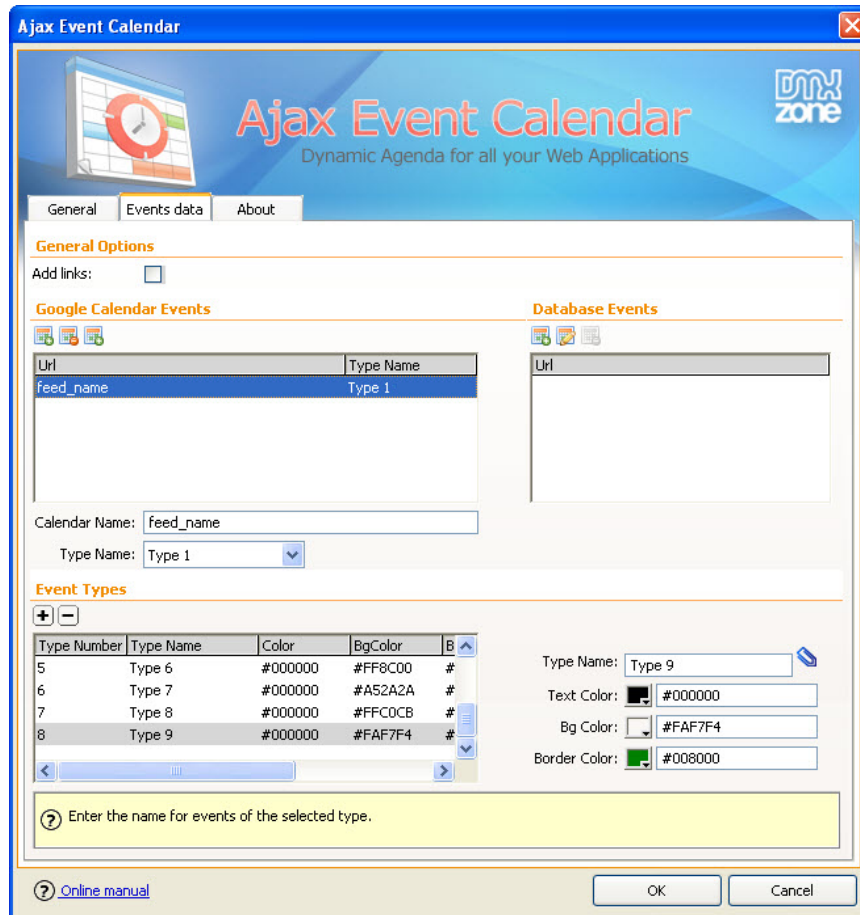 Ajax Event Calendar
DMX
zone
Ajax Event Calendar
Dynamic Agenda for all your Web Applications
General Events data About
General Options
Add links:
Google Calendar Events Database Events
Url Type Name Url
feed_name Type 1
Calendar Name: feed_name
Type Name: Type 1
Event Types
Type Number Type Name Color BgColor B
5 Type 6 #000000 #FF8C00 #
6 Type 7 #000000 #A52A2A #
7 Type 8 #000000 #FFC0CB #
8 Type 9 #000000 #FAF7F4 #
Type Name: Type 9
Text Color: #000000
Bg Color: #FAF7F4
Border Color: #008000
? Enter the name for events of the selected type.
? Online manual OK Cancel